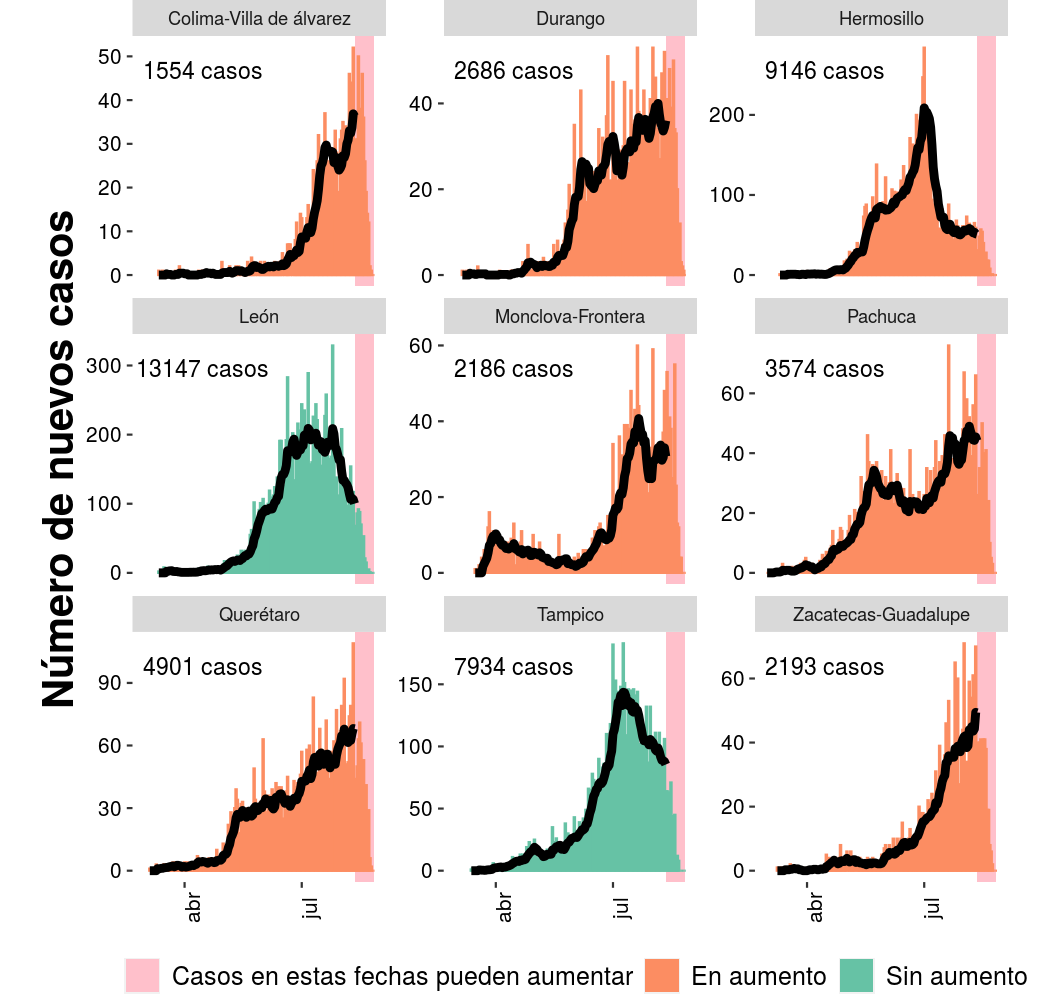 Número de nuevos casos
Colima-Villa de álvarez
1554 casos
50
40
30
20
10
0
Durango
2686 casos
40
20
0
Hermosillo
9146 casos
200
100
0
León
13147 casos
300
200
100
0
Monclova-Frontera
2186 casos
60
40
20
0
Pachuca
3574 casos
60
40
20
0
Querétaro
4901 casos
90
60
30
0
abr
jul
Tampico
7934 casos
150
100
50
0
abr
jul
Zacatecas-Guadalupe
2193 casos
60
40
20
0
abr
jul
Casos en estas fechas pueden aumentar
En aumento
Sin aumento